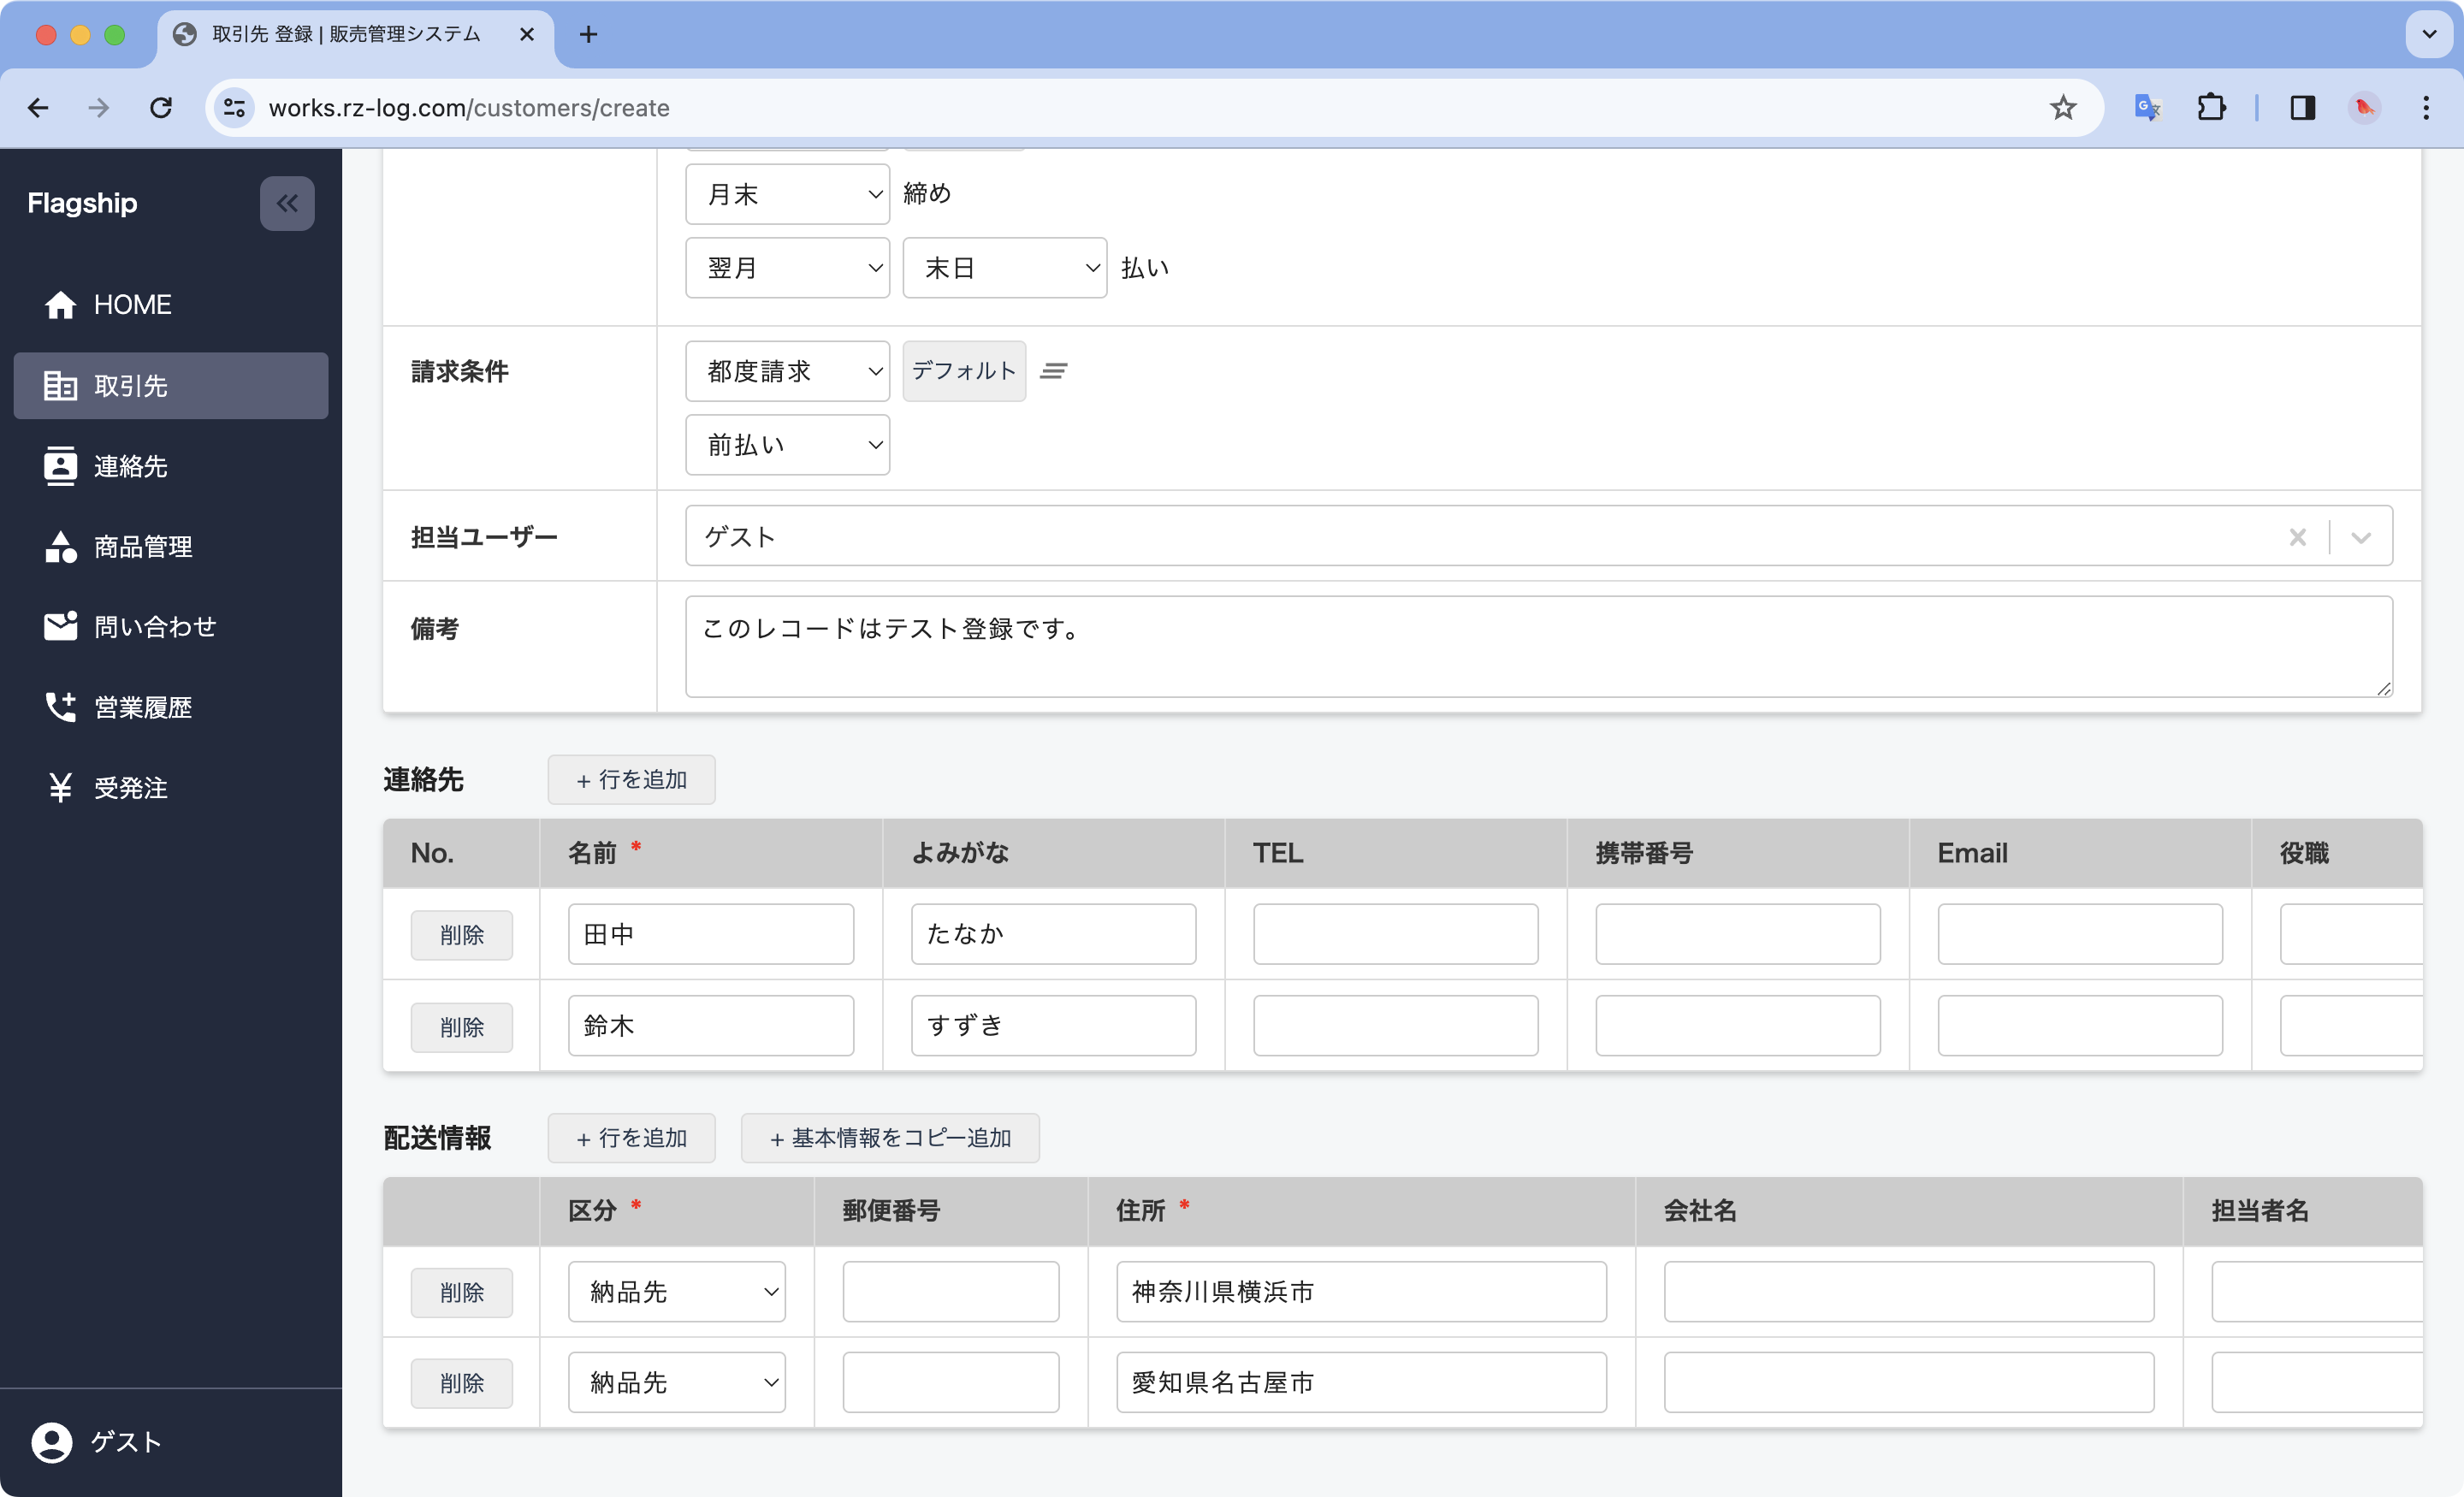 取引先 登録 | 販売管理システム
works.rz-log.com/customers/create
Flagship
HOME
取引先
連絡先
商品管理
問い合わせ
営業履歴
受発注
ゲスト
月末 締め
翌月 末日 払い
請求条件 都度請求 デフォルト
前払い
担当ユーザー ゲスト
備考 このレコードはテスト登録です。
連絡先 + 行を追加
No. 名前 * よみがな TEL 携帯番号 Email 役職
削除 田中 たなか
削除 鈴木 すずき
配送情報 + 行を追加 + 基本情報をコピー追加
区分 * 郵便番号 住所 * 会社名 担当者名
削除 納品先 神奈川県横浜市
削除 納品先 愛知県名古屋市